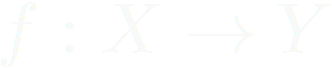 f : X → Y